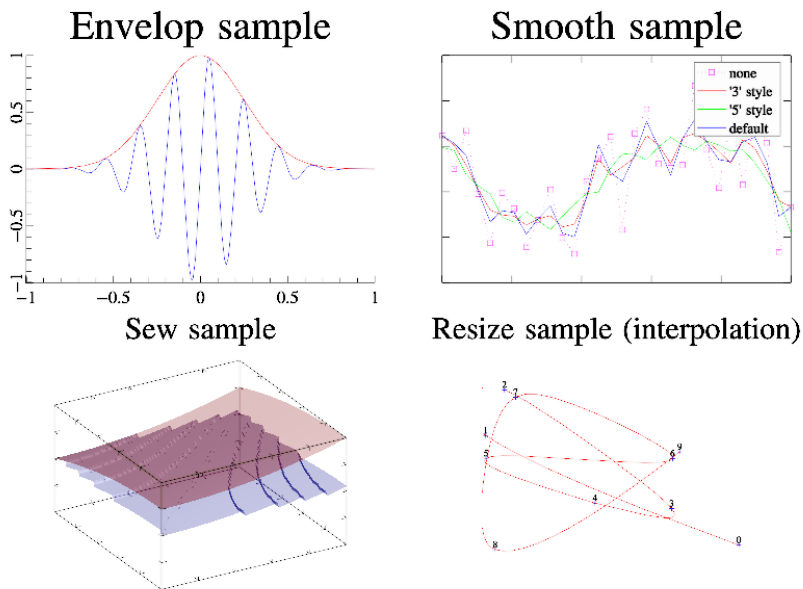 Envelop sample
Smooth sample
1
0.5
0
−0.5
−1
−1
−0.5
0
0.5
1
none
'3' style
'5' style
default
Sew sample
Resize sample (interpolation)
2
7
1
5
6
9
4
3
8
0